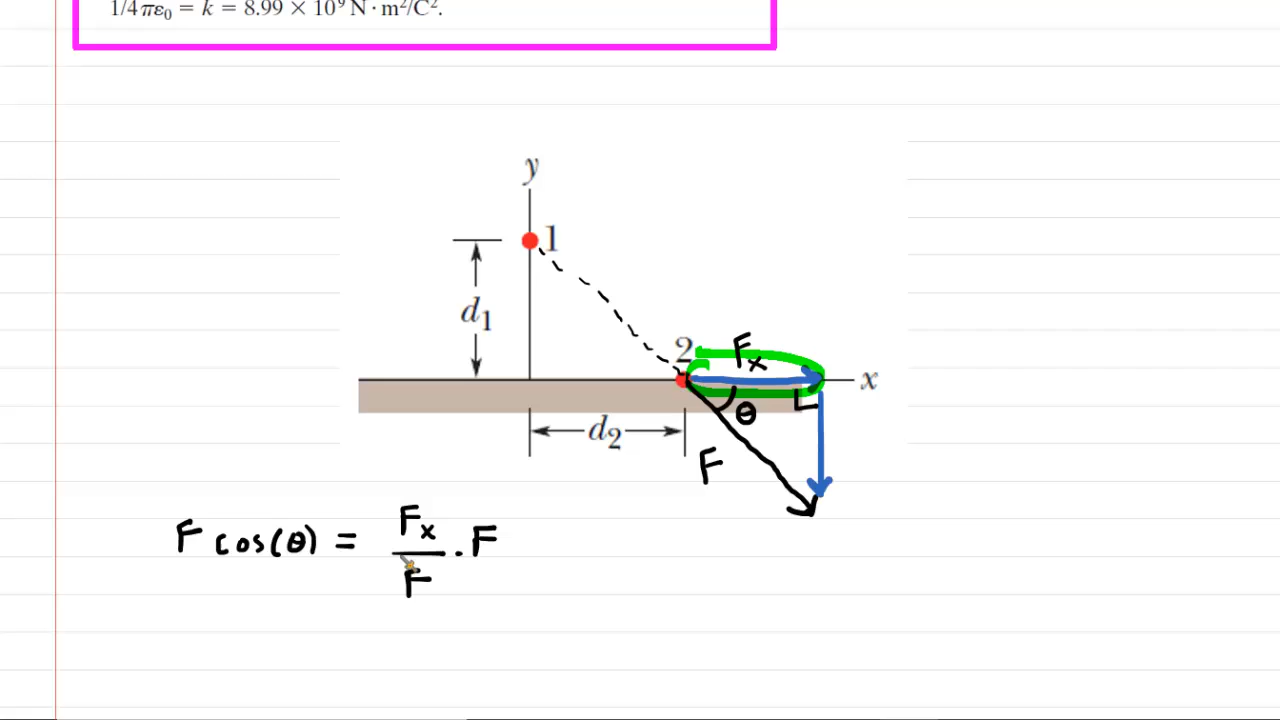 1/4πε₀ = k = 8.99 × 10⁹ N · m²/C².
y
1
d₁
2
Fₓ
x
θ
d₂
F
F cos(θ) = Fₓ/F . F